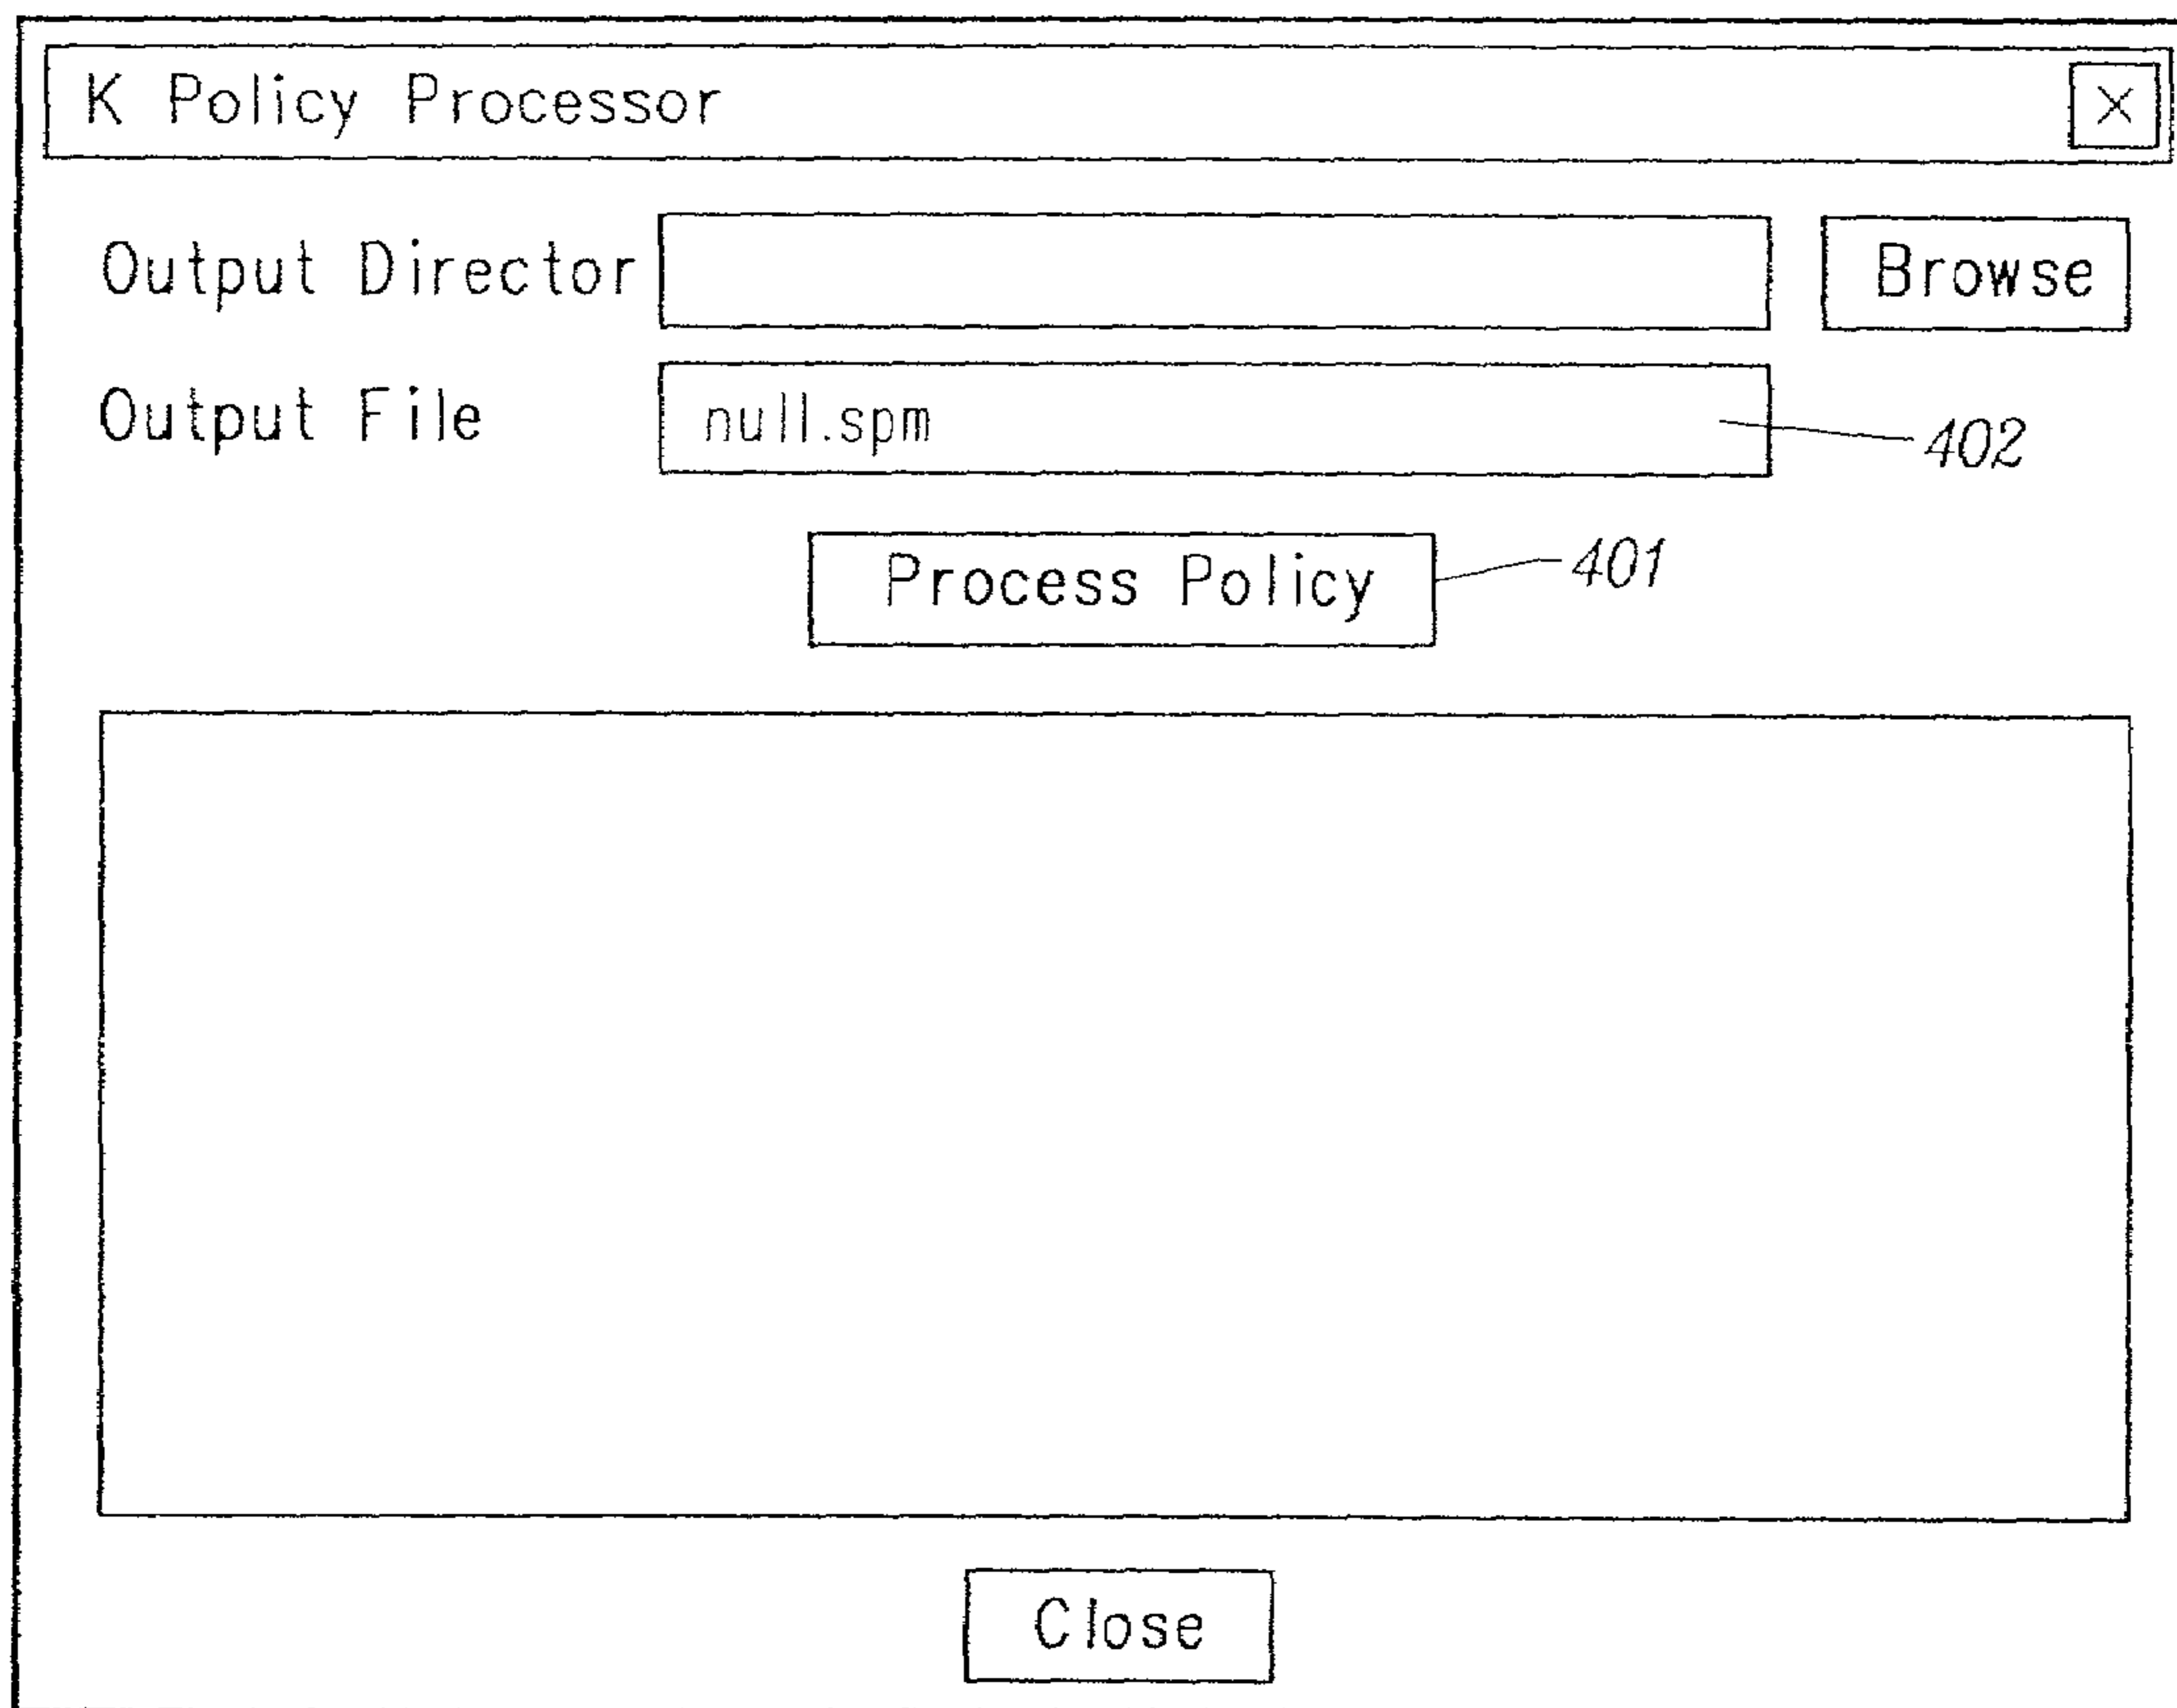 K Policy Processor X
Output Director Browse
Output File null.spm 402
Process Policy 401
Close